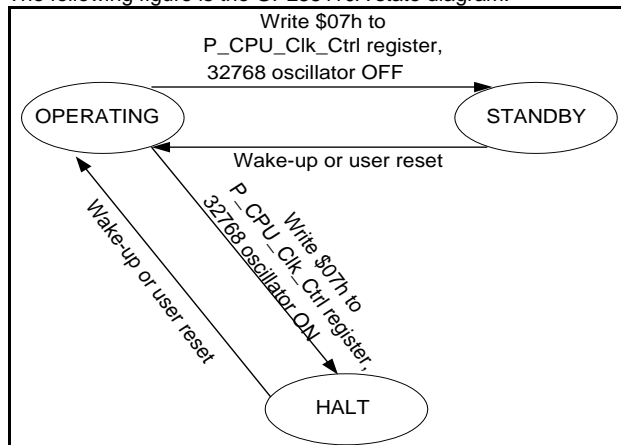 Write $07h to
P_CPU_Clk_Ctrl register,
32768 oscillator OFF
OPERATING
STANDBY
Wake-up or user reset
Write $07h to
P_CPU_Clk_Ctrl register,
32768 oscillator ON
Wake-up or user reset
HALT